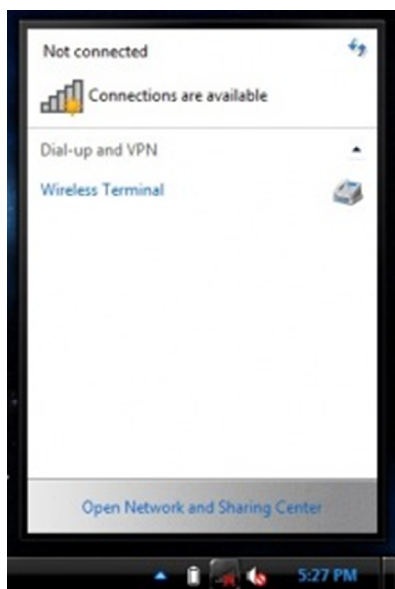 Not connected
Connections are available
Dial-up and VPN
Wireless Terminal
Open Network and Sharing Center
5:27 PM